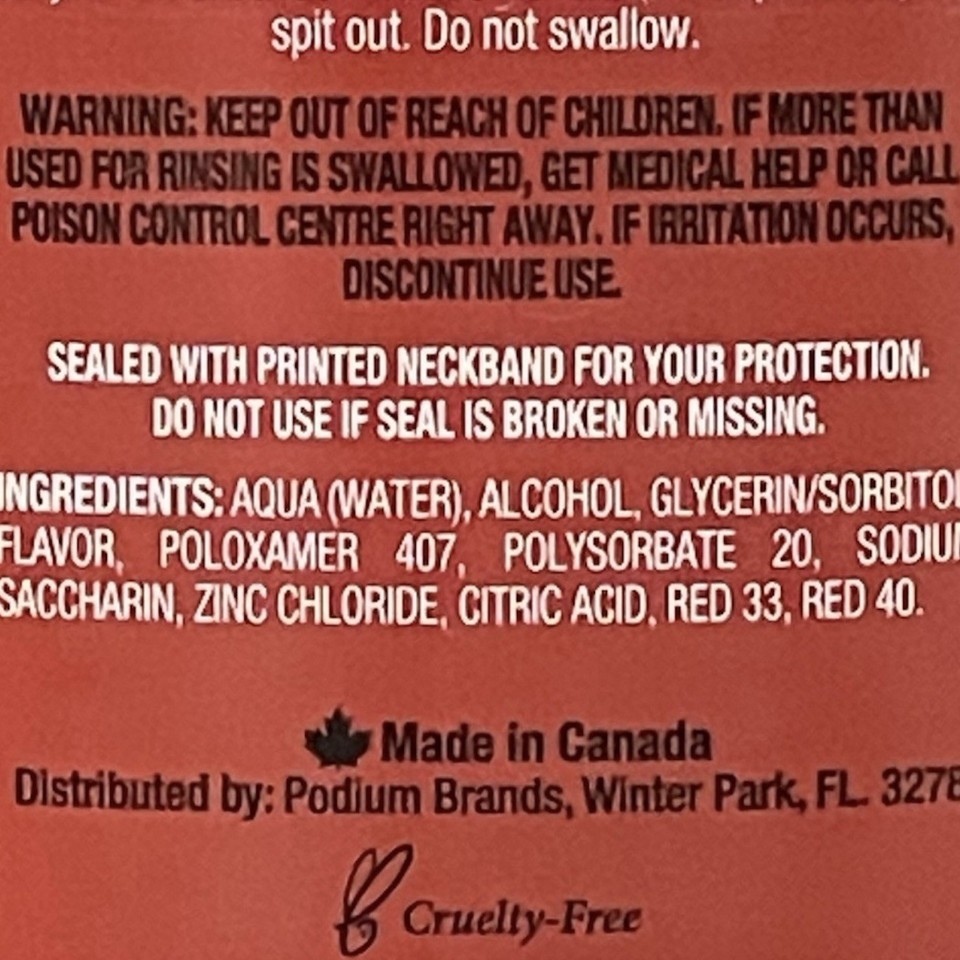 spit out. Do not swallow.
WARNING: KEEP OUT OF REACH OF CHILDREN. IF MORE THAN
USED FOR RINSING IS SWALLOWED, GET MEDICAL HELP OR CALL
POISON CONTROL CENTRE RIGHT AWAY. IF IRRITATION OCCURS,
DISCONTINUE USE.
SEALED WITH PRINTED NECKBAND FOR YOUR PROTECTION.
DO NOT USE IF SEAL IS BROKEN OR MISSING.
INGREDIENTS: AQUA (WATER), ALCOHOL, GLYCERIN/SORBITOL
FLAVOR, POLOXAMER 407, POLYSORBATE 20, SODIUM
SACCHARIN, ZINC CHLORIDE, CITRIC ACID, RED 33, RED 40.
Made in Canada
Distributed by: Podium Brands, Winter Park, FL. 3278
Cruelty-Free